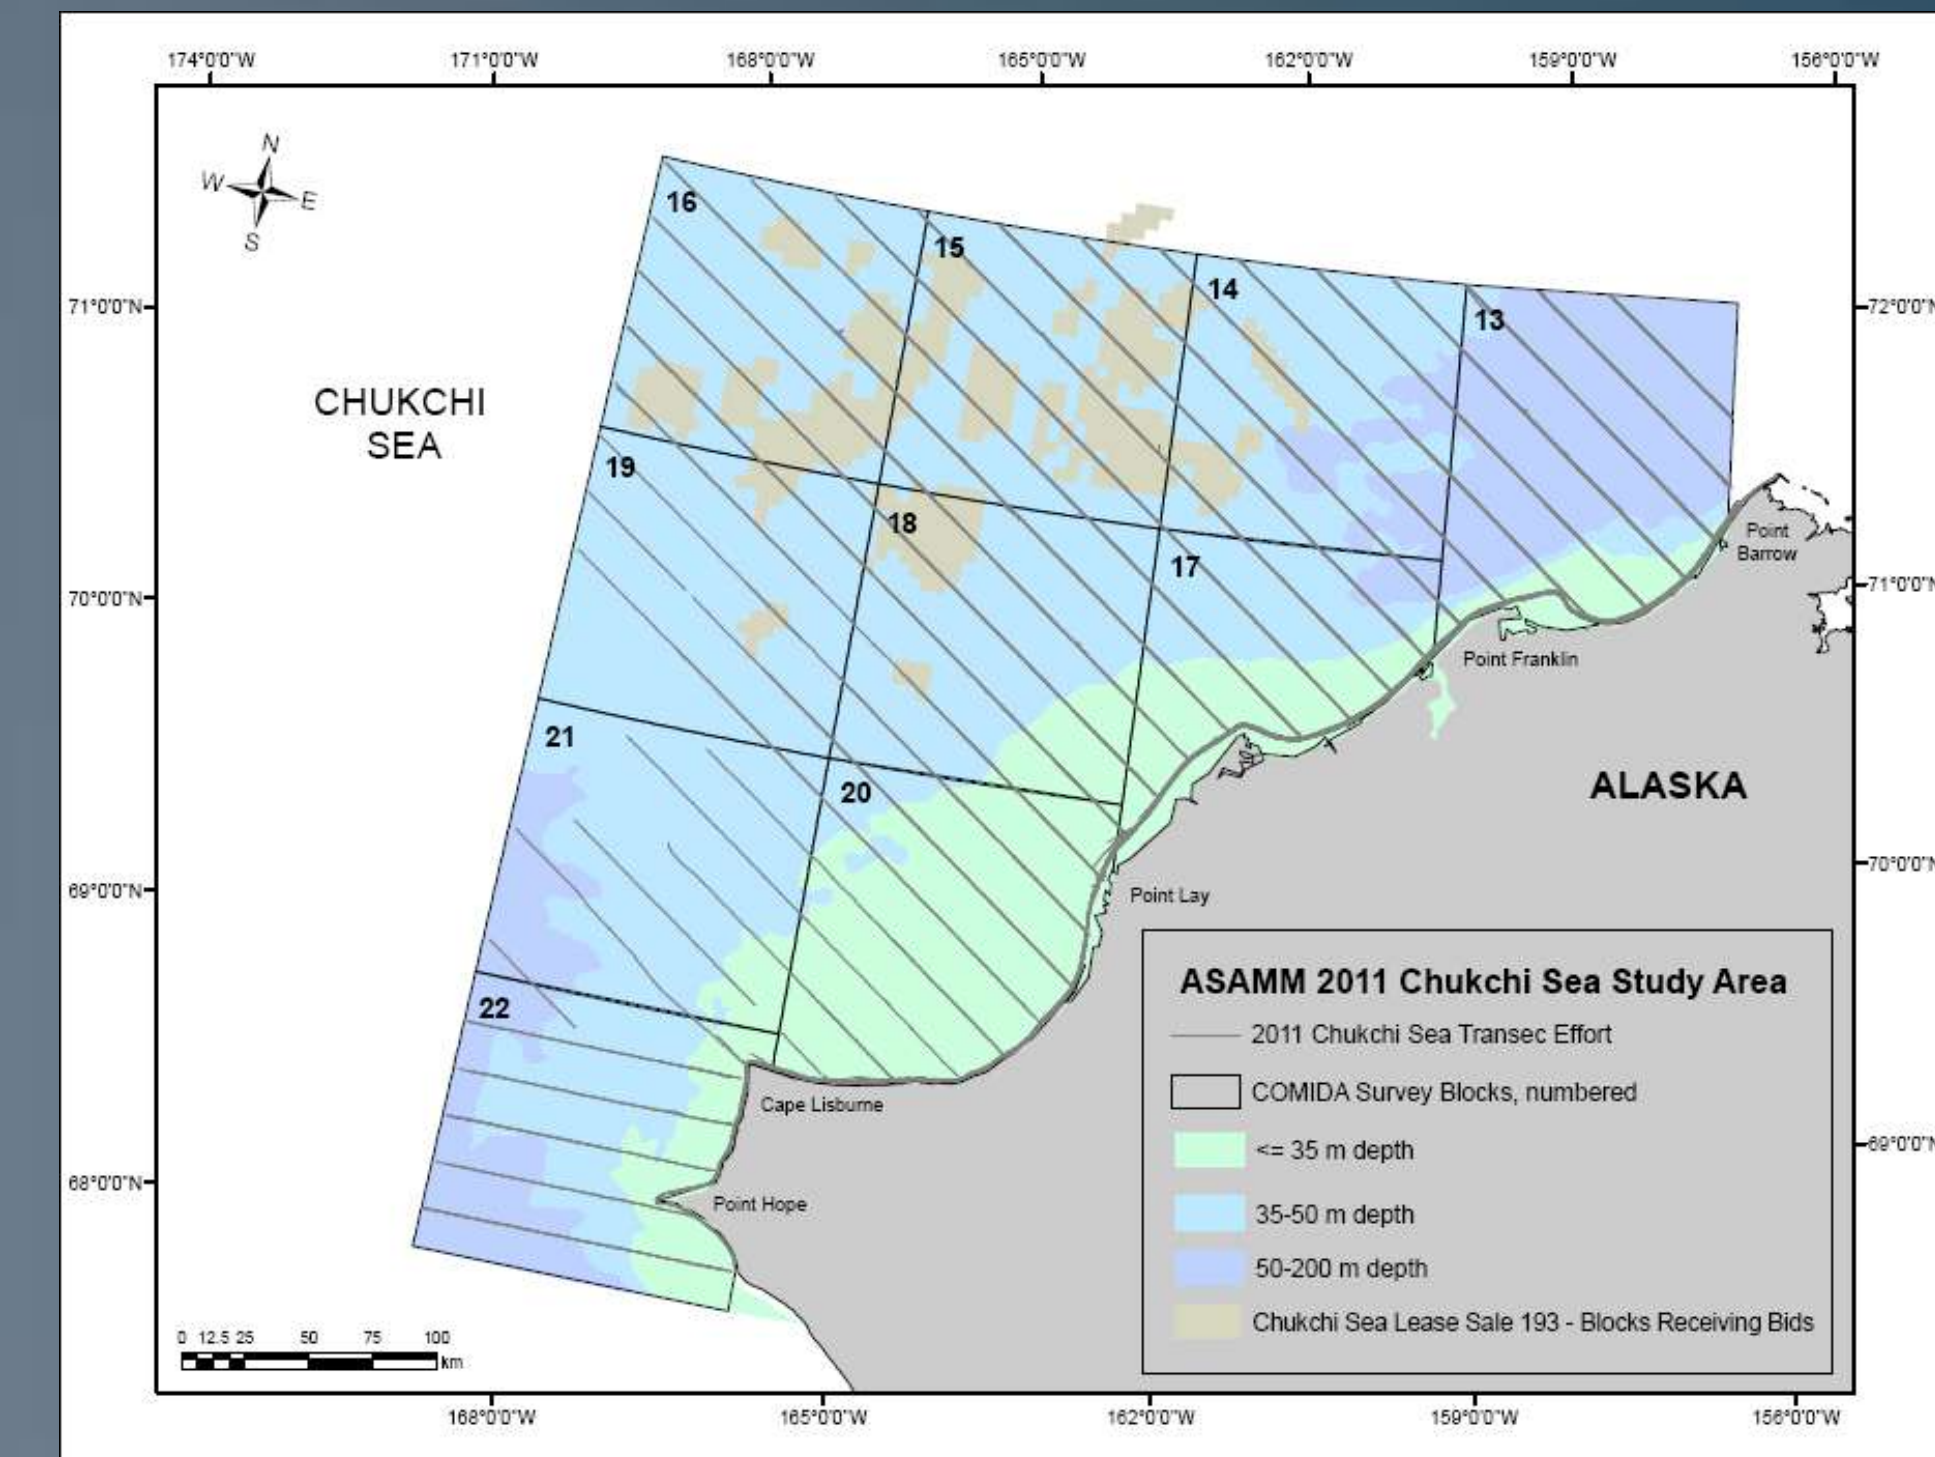 174°0'0"W 171°0'0"W 168°0'0"W 165°0'0"W 162°0'0"W 159°0'0"W 156°0'0"W
N
W E
S
16
15
14
13
71°0'0"N
72°0'0"N
CHUKCHI
SEA
19
18
17
Point
Barrow
70°0'0"N
71°0'0"N
Point Franklin
21
20
ALASKA
69°0'0"N
70°0'0"N
Point Lay
22
Cape Lisburne
Point Hope
68°0'0"N
69°0'0"N
ASAMM 2011 Chukchi Sea Study Area
2011 Chukchi Sea Transec Effort
COMIDA Survey Blocks, numbered
<= 35 m depth
35-50 m depth
50-200 m depth
Chukchi Sea Lease Sale 193 - Blocks Receiving Bids
0 12.5 25 50 75 100
km
168°0'0"W 165°0'0"W 162°0'0"W 159°0'0"W 156°0'0"W